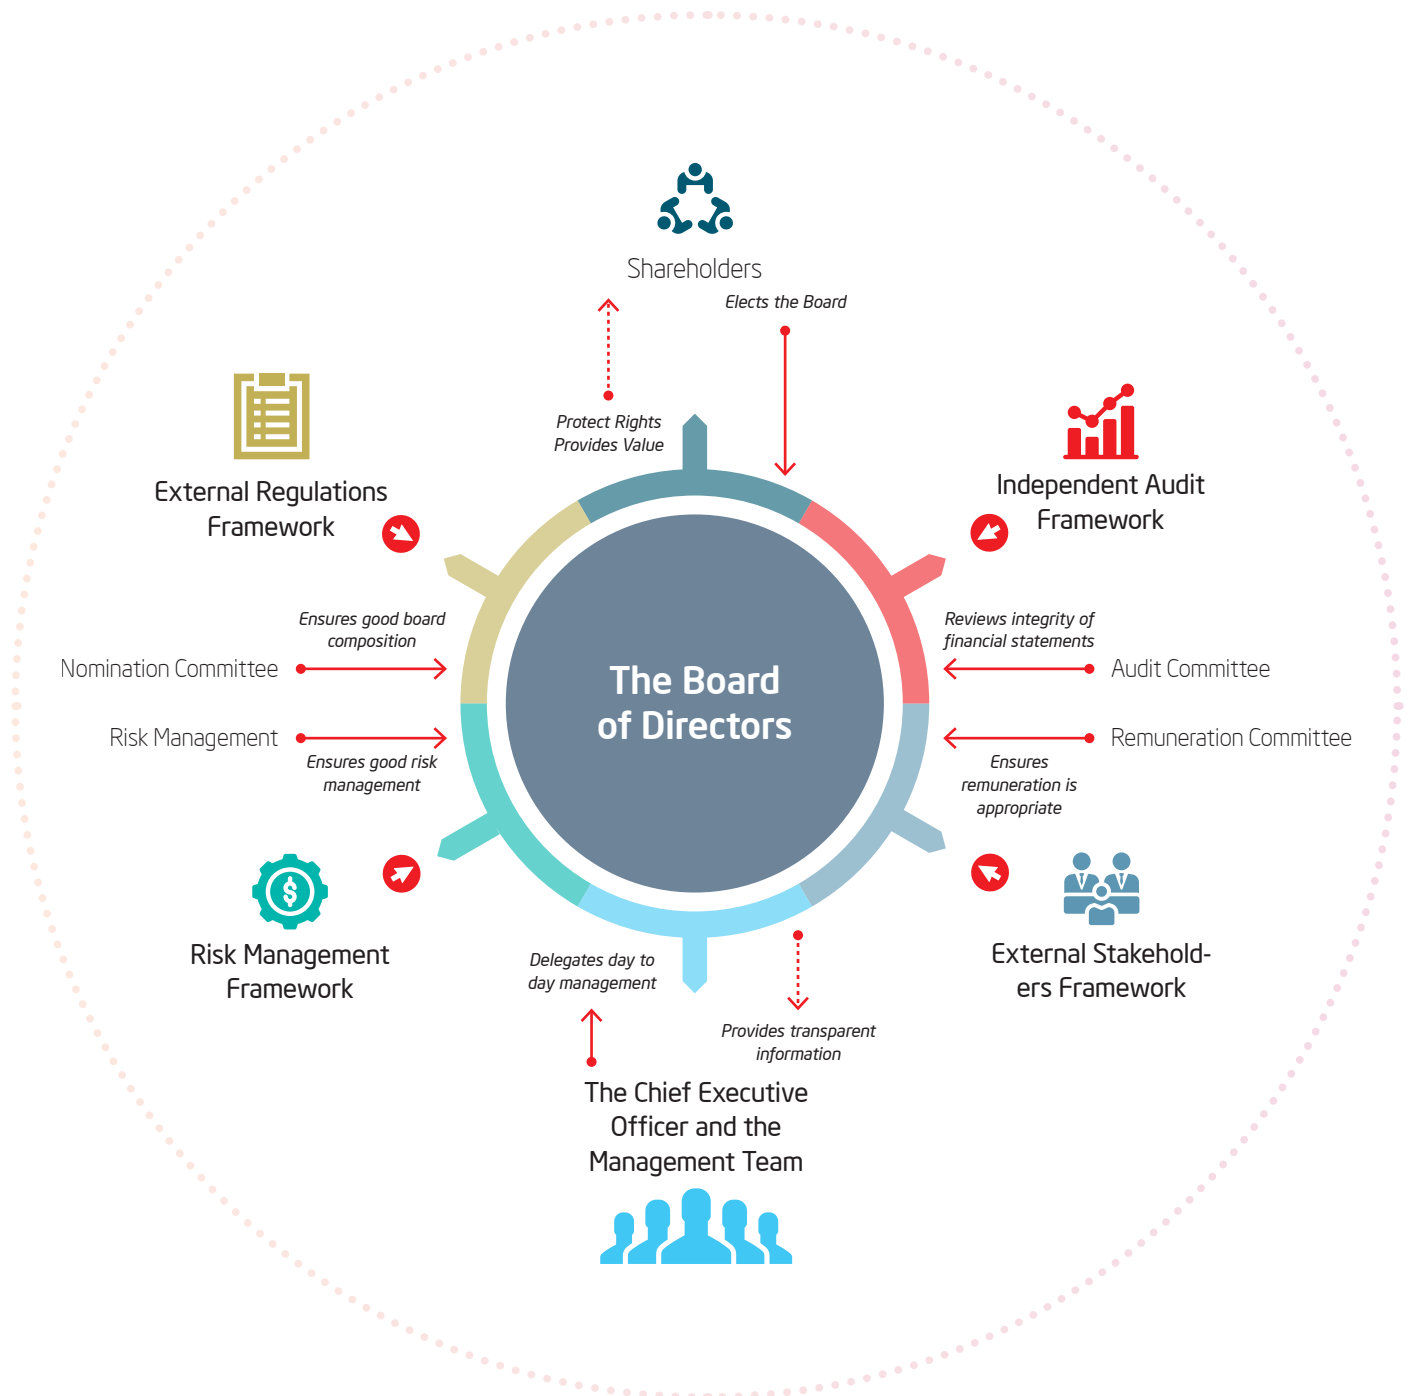 Shareholders
Elects the Board
Protect Rights
Provides Value
External Regulations
Framework
Independent Audit
Framework
Ensures good board
composition
Nomination Committee
Reviews integrity of
financial statements
Audit Committee
The Board
of Directors
Risk Management
Ensures good risk
management
Remuneration Committee
Ensures
remuneration is
appropriate
Risk Management
Framework
External Stakehold-
ers Framework
Delegates day to
day management
Provides transparent
information
The Chief Executive
Officer and the
Management Team
$